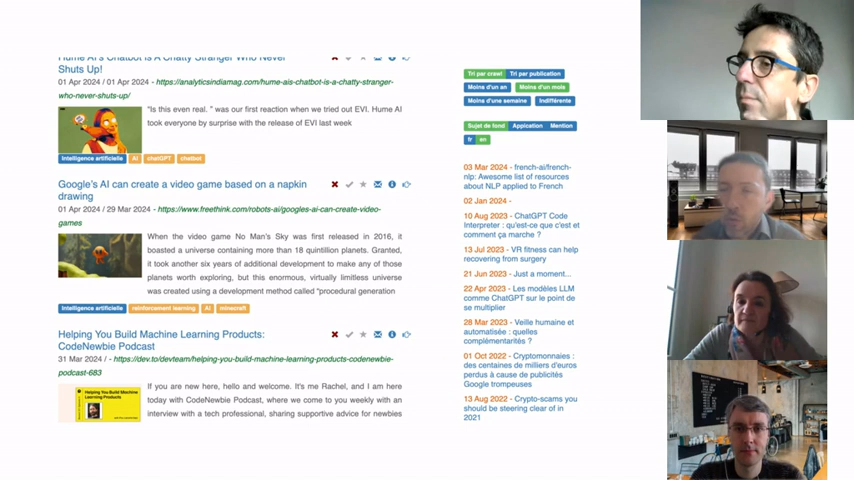 Hume AI's Chatbot is A Chatty Stranger Who Never
Shuts Up!
01 Apr 2024 / 01 Apr 2024 - https://analyticsindiamag.com/hume-ais-chatbot-is-a-chatty-stranger-
who-never-shuts-up/
"Is this even real. " was our first reaction when we tried out EVI. Hume AI
took everyone by surprise with the release of EVI last week
Intelligence artificielle AI chatGPT chatbot
Google's AI can create a video game based on a napkin
drawing
01 Apr 2024 / 29 Mar 2024 - https://www.freethink.com/robots-ai/googles-ai-can-create-video-
games
When the video game No Man's Sky was first released in 2016, it
boasted a universe containing more than 18 quintillion planets. Granted,
it took another six years of additional development to make any of those
planets worth exploring, but this enormous, virtually limitless universe
was created using a development method called "procedural generation
Intelligence artificielle reinforcement learning AI minecraft
Helping You Build Machine Learning Products:
CodeNewbie Podcast
31 Mar 2024 / - https://dev.to/devteam/helping-you-build-machine-learning-products-codenewbie-
podcast-683
Helping You Build Machine
Learning Products
If you are new here, hello and welcome. It's me Rachel, and I am here
today with CodeNewbie Podcast, where we come to you weekly with an
interview with a tech professional, sharing supportive advice for newbies
Tri par crawl Tri par publication
Moins d'un an Moins d'un mois
Moins d'une semaine Indifférente
Sujet de fond Appication Mention
fr en
03 Mar 2024 - french-ai/french-
nlp: Awesome list of resources
about NLP applied to French
02 Jan 2024 -
10 Aug 2023 - ChatGPT Code
Interpreter : qu'est-ce que c'est et
comment ça marche ?
13 Jul 2023 - VR fitness can help
recovering from surgery
21 Jun 2023 - Just a moment...
22 Apr 2023 - Les modèles LLM
comme ChatGPT sur le point de
se multiplier
28 Mar 2023 - Veille humaine et
automatisée : quelles
complémentarités ?
01 Oct 2022 - Cryptomonnaies :
des centaines de milliers d'euros
perdus à cause de publicités
Google trompeuses
13 Aug 2022 - Crypto-scams you
should be steering clear of in
2021